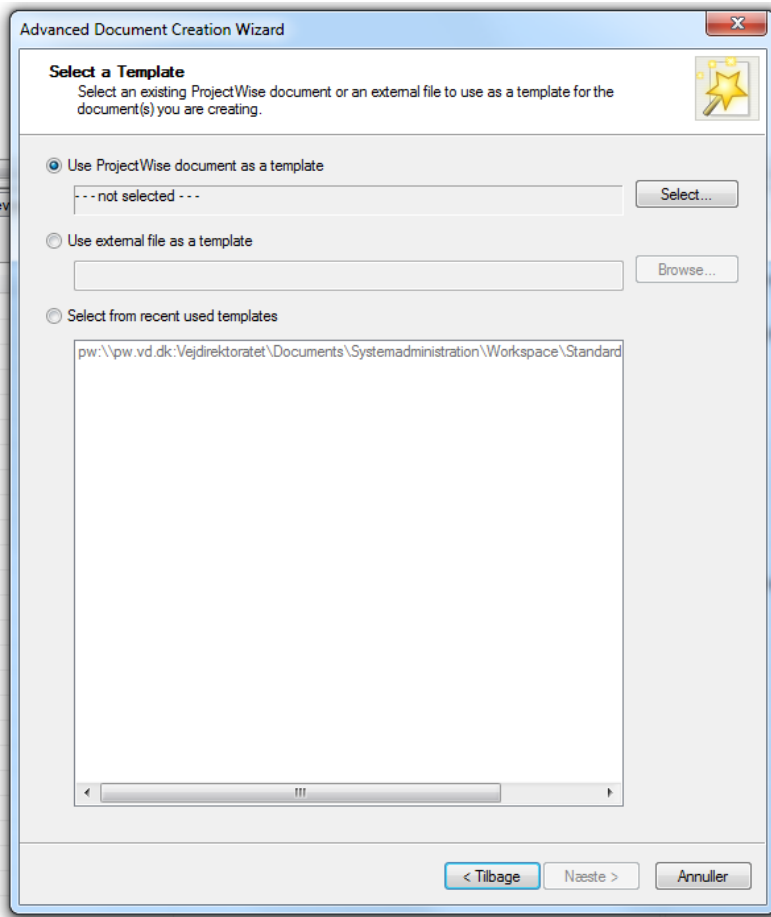 Advanced Document Creation Wizard
Select a Template
Select an existing ProjectWise document or an external file to use as a template for the
document(s) you are creating.
Use ProjectWise document as a template
- - - not selected - - -
Select...
Use external file as a template
Browse...
Select from recent used templates
pw:\\pw.vd.dk:Vejdirektoratet\Documents\Systemadministration\Workspace\Standard
< Tilbage
Næste >
Annuller